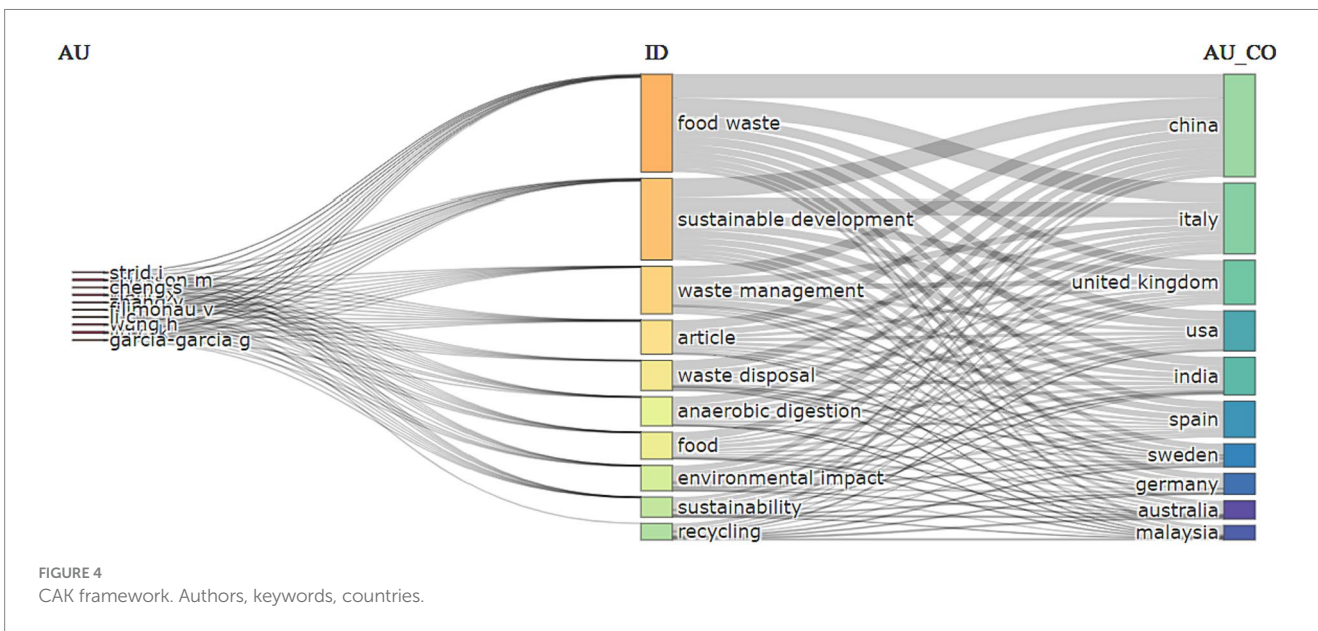 AU
ID
AU_CO
strid i
cheng s
filimonau v
wang h
garcia-garcia g
food waste
sustainable development
waste management
article
waste disposal
anaerobic digestion
food
environmental impact
sustainability
recycling
china
italy
united kingdom
usa
india
spain
sweden
germany
australia
malaysia
FIGURE 4
CAK framework. Authors, keywords, countries.